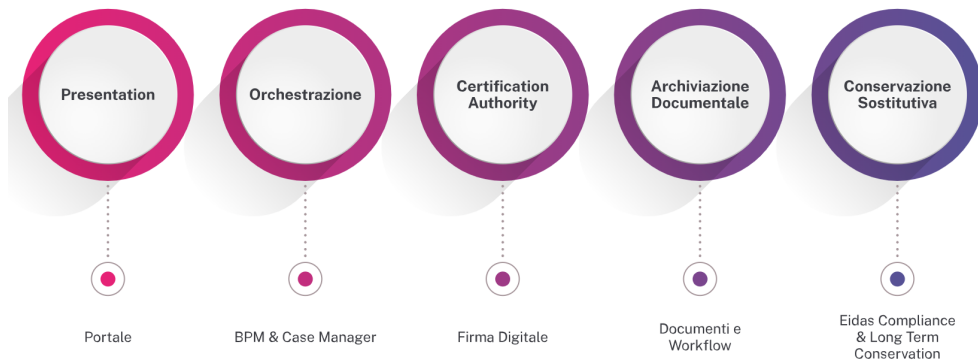 Presentation
Orchestrazione
Certification
Authority
Archiviazione
Documentale
Conservazione
Sostitutiva
Portale
BPM & Case Manager
Firma Digitale
Documenti e
Workflow
Eidas Compliance
& Long Term
Conservation